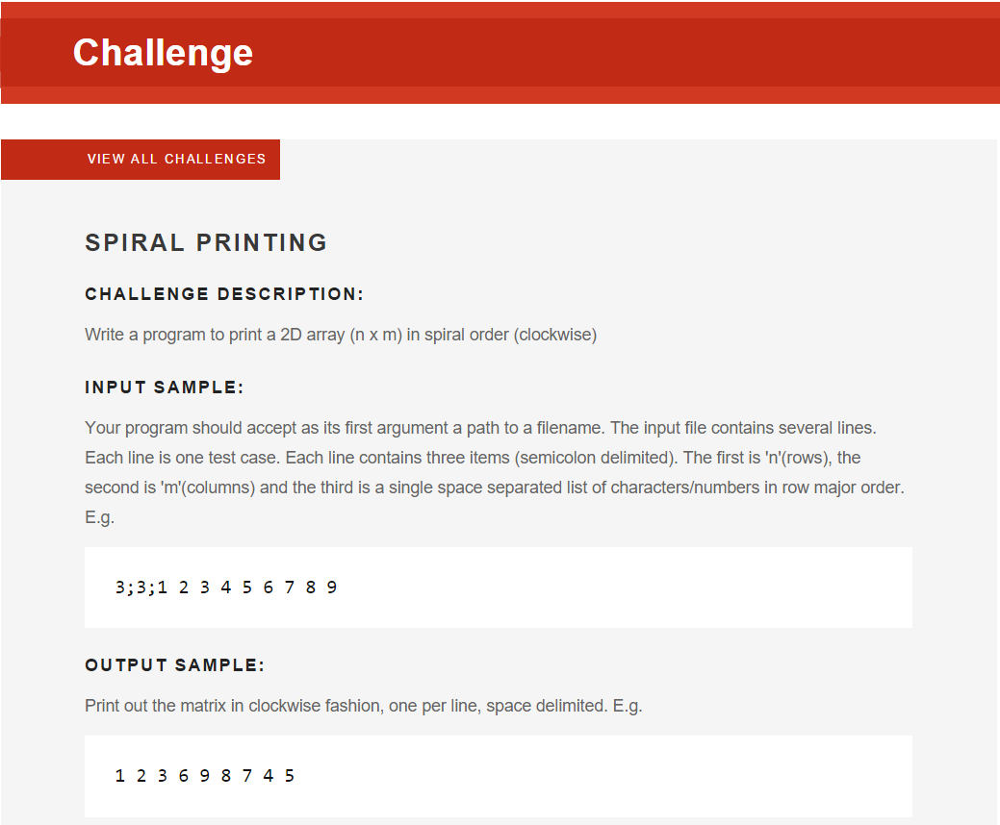 Challenge
VIEW ALL CHALLENGES
SPIRAL PRINTING
CHALLENGE DESCRIPTION:
Write a program to print a 2D array (n x m) in spiral order (clockwise)
INPUT SAMPLE:
Your program should accept as its first argument a path to a filename. The input file contains several lines.
Each line is one test case. Each line contains three items (semicolon delimited). The first is 'n'(rows), the
second is 'm'(columns) and the third is a single space separated list of characters/numbers in row major order.
E.g.
3;3;1 2 3 4 5 6 7 8 9
OUTPUT SAMPLE:
Print out the matrix in clockwise fashion, one per line, space delimited. E.g.
1 2 3 6 9 8 7 4 5